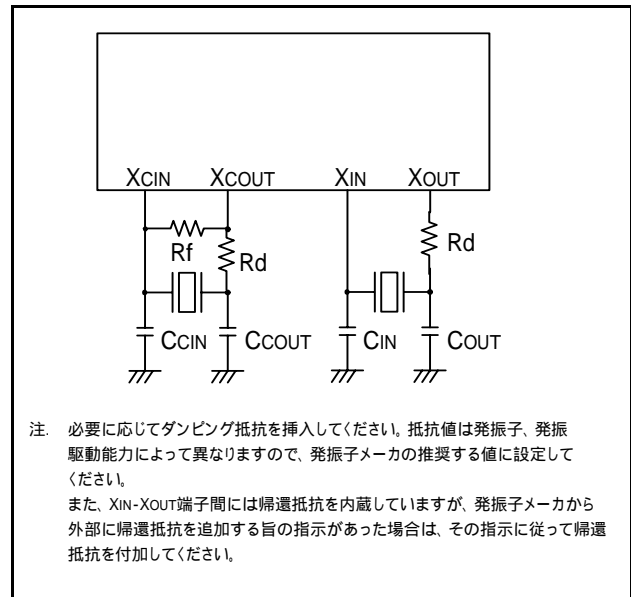 XCIN XCOUT XIN XOUT
Rf Rd Rd
CCIN CCOUT CIN COUT
注. 必要に応じてダンピング抵抗を挿入してください。抵抗値は発振子、発振
駆動能力によって異なりますので、発振子メーカの推奨する値に設定して
ください。
また、XIN-XOUT端子間には帰還抵抗を内蔵していますが、発振子メーカから
外部に帰還抵抗を追加する旨の指示があった場合は、その指示に従って帰還
抵抗を付加してください。